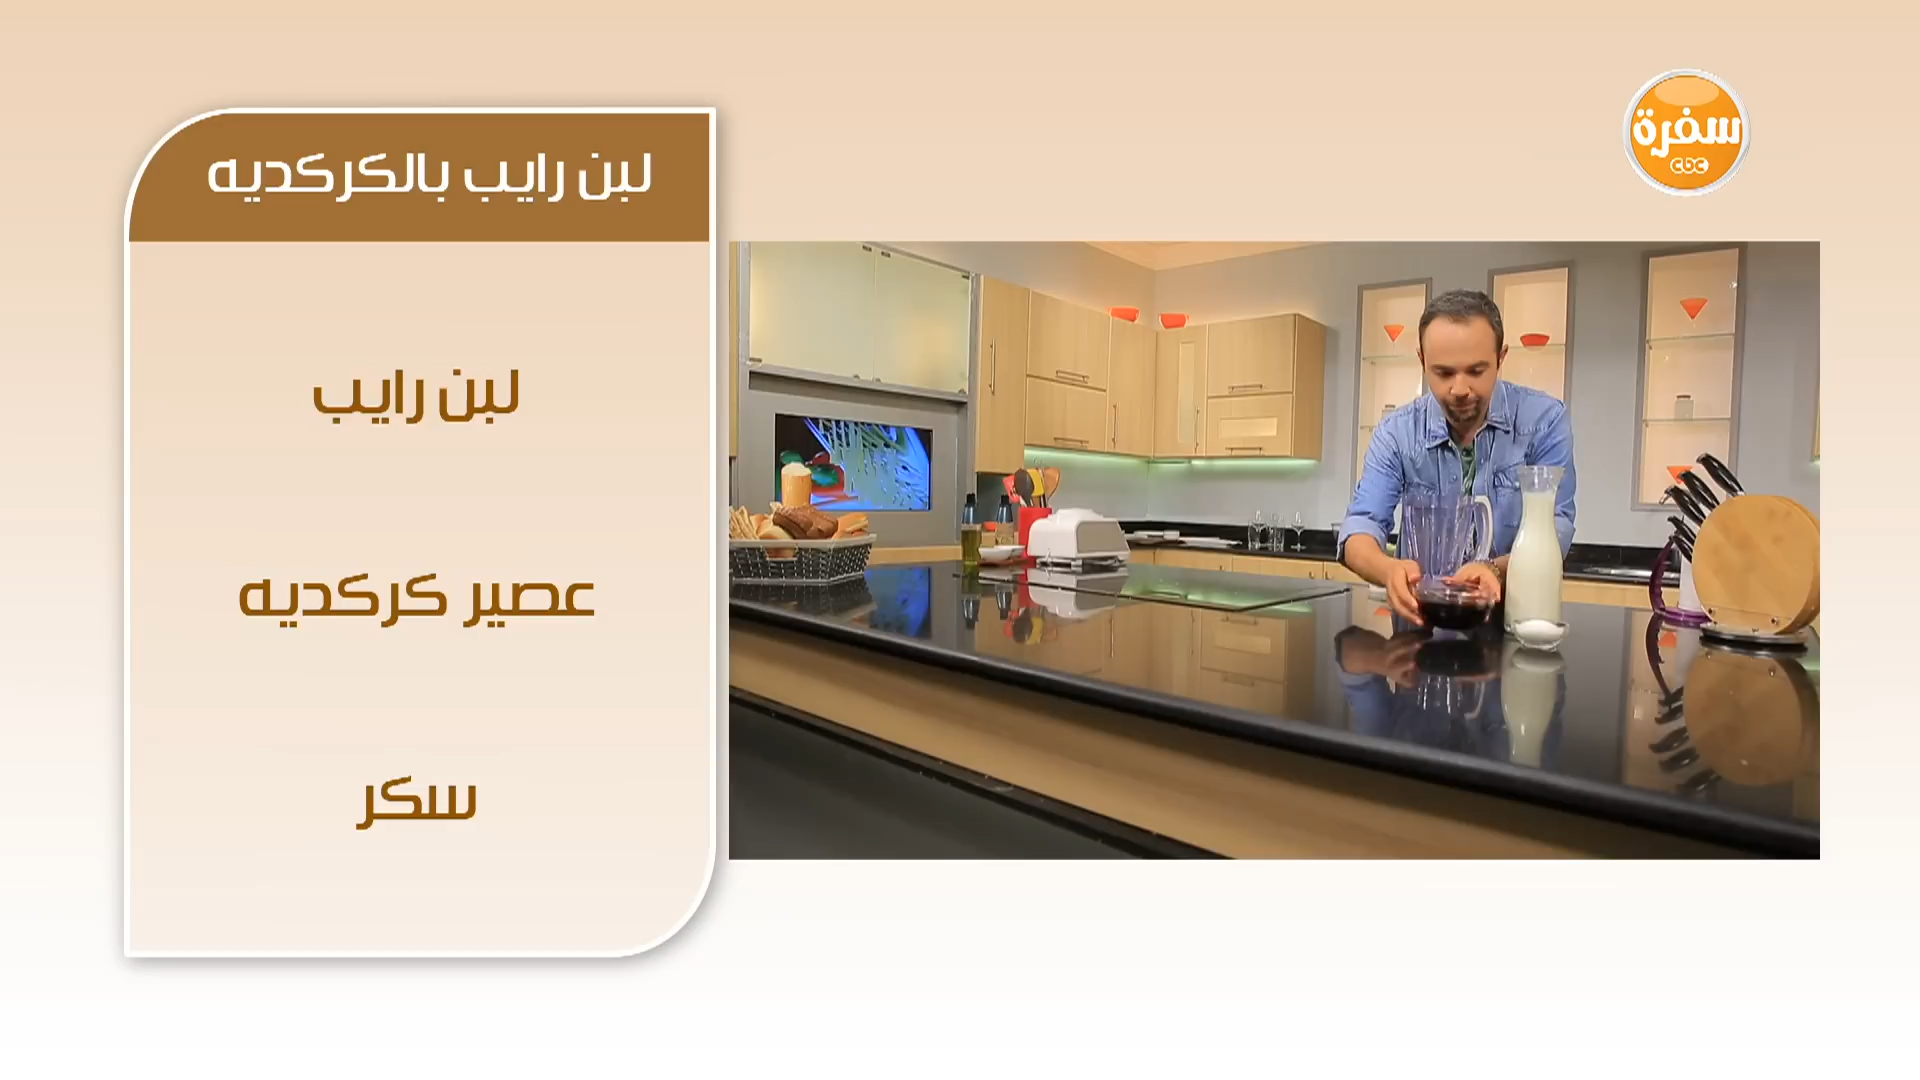 سفرة
cbc
لبن رايب بالكركديه
لبن رايب
عصير كركديه
سكر